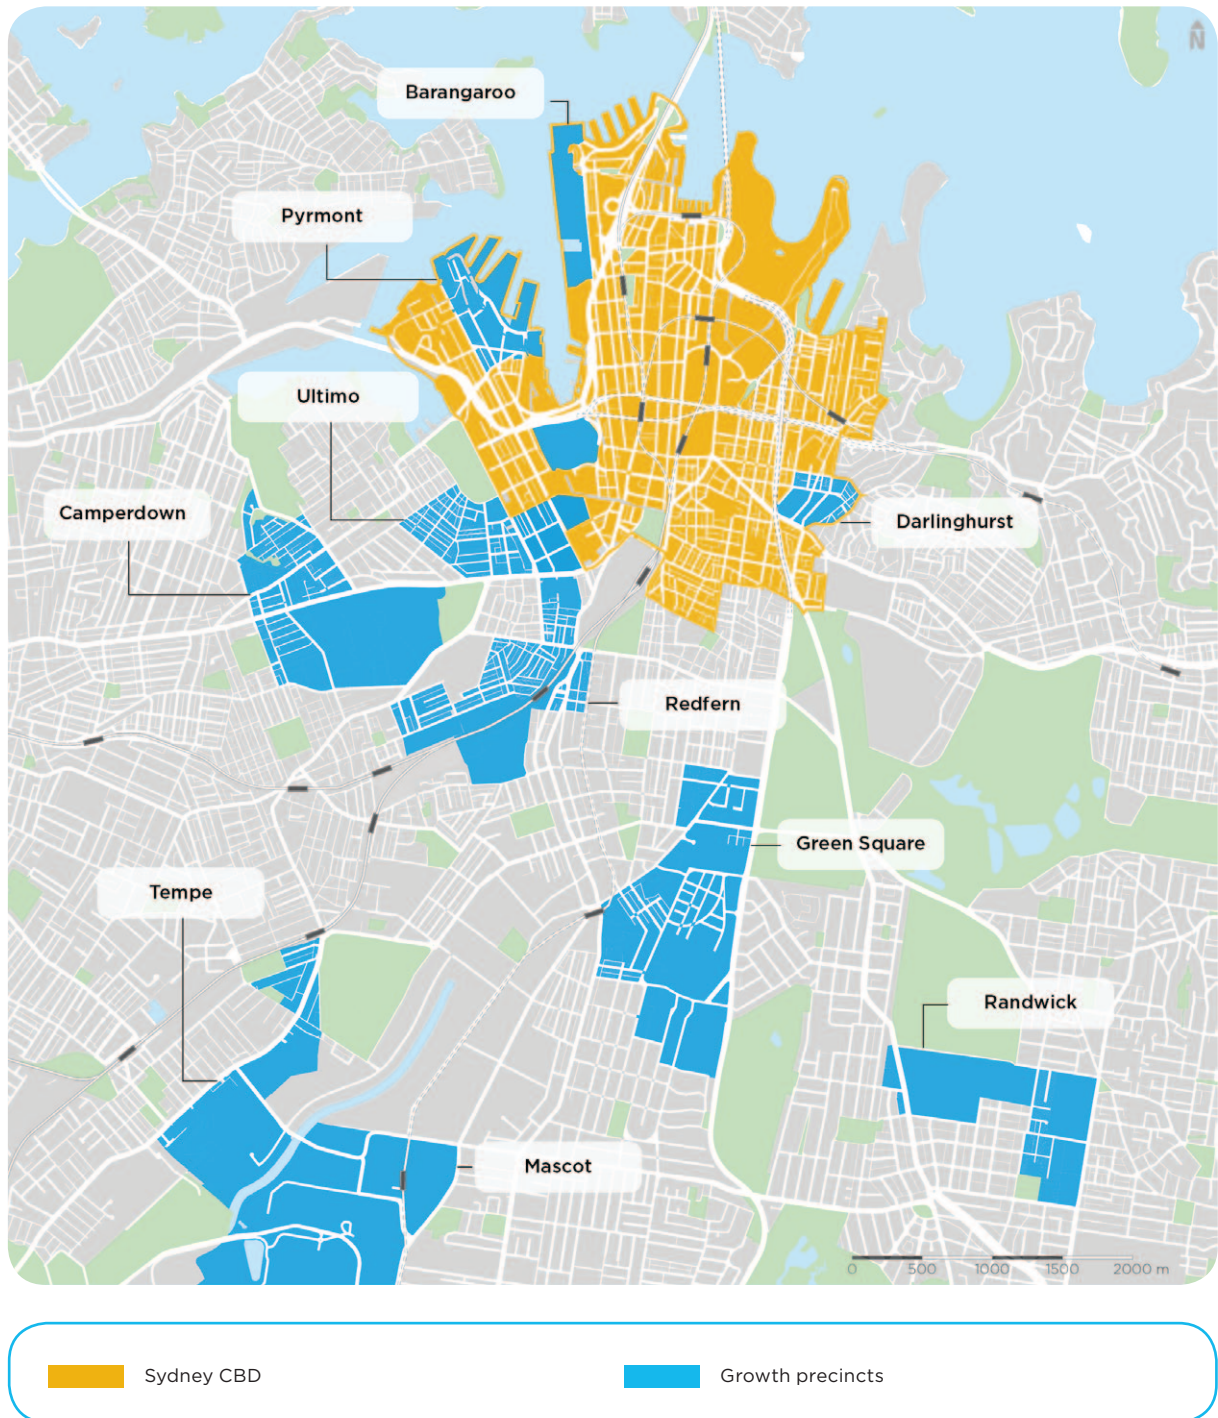 N
Barangaroo
Pyrmont
Ultimo
Camperdown
Darlinghurst
Redfern
Green Square
Tempe
Randwick
Mascot
0 500 1000 1500 2000 m
Sydney CBD
Growth precincts